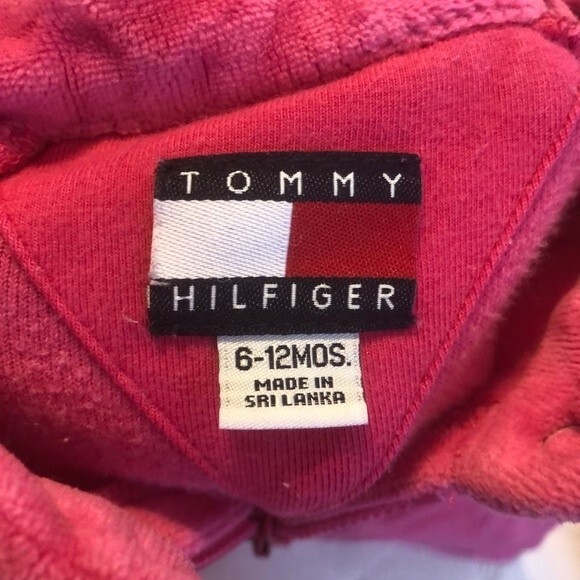 TOMMY
HILFIGER
6-12MOS.
MADE IN
SRI LANKA